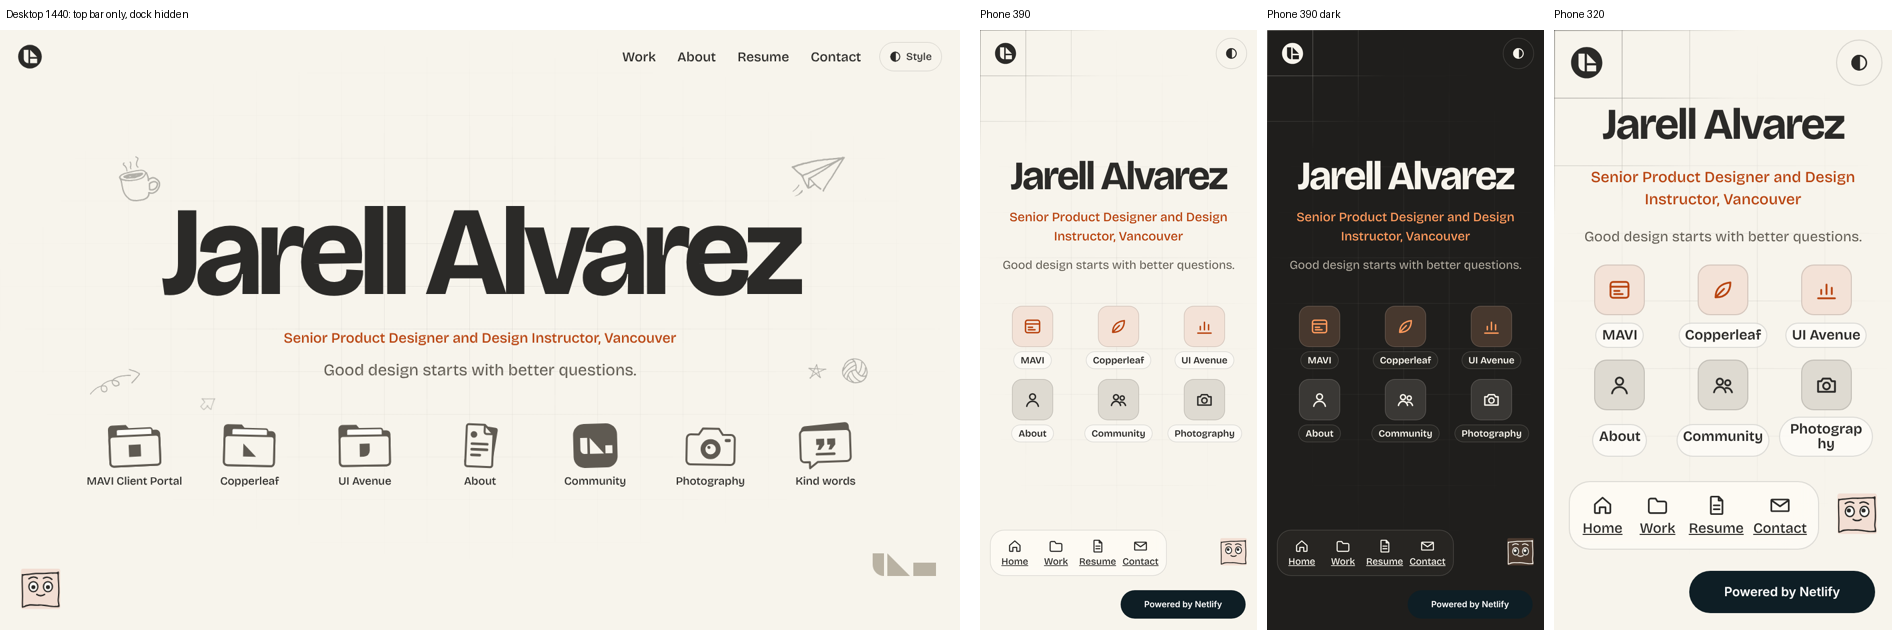 Desktop 1440: top bar only, dock hidden
Work About Resume Contact Style
Jarell Alvarez
Senior Product Designer and Design Instructor, Vancouver
Good design starts with better questions.
MAVI Client Portal Copperleaf UI Avenue About Community Photography Kind words
Phone 390
Jarell Alvarez
Senior Product Designer and Design
Instructor, Vancouver
Good design starts with better questions.
MAVI Copperleaf UI Avenue
About Community Photography
Home Work Resume Contact
Powered by Netlify
Phone 390 dark
Jarell Alvarez
Senior Product Designer and Design
Instructor, Vancouver
Good design starts with better questions.
MAVI Copperleaf UI Avenue
About Community Photography
Home Work Resume Contact
Powered by Netlify
Phone 320
Jarell Alvarez
Senior Product Designer and Design
Instructor, Vancouver
Good design starts with better questions.
MAVI Copperleaf UI Avenue
About Community Photograp
hy
Home Work Resume Contact
Powered by Netlify